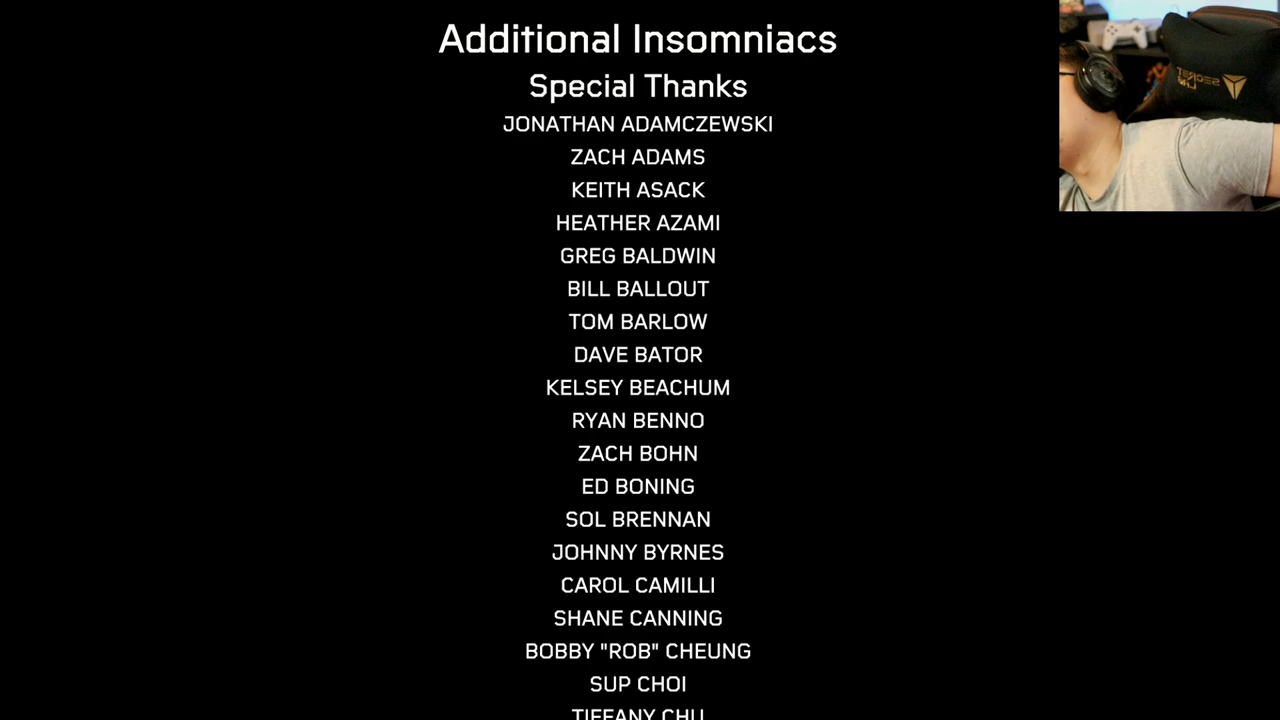 Additional Insomniacs
Special Thanks
JONATHAN ADAMCZEWSKI
ZACH ADAMS
KEITH ASACK
HEATHER AZAMI
GREG BALDWIN
BILL BALLOUT
TOM BARLOW
DAVE BATOR
KELSEY BEACHUM
RYAN BENNO
ZACH BOHN
ED BONING
SOL BRENNAN
JOHNNY BYRNES
CAROL CAMILLI
SHANE CANNING
BOBBY "ROB" CHEUNG
SUP CHOI
TIFFANY CHU